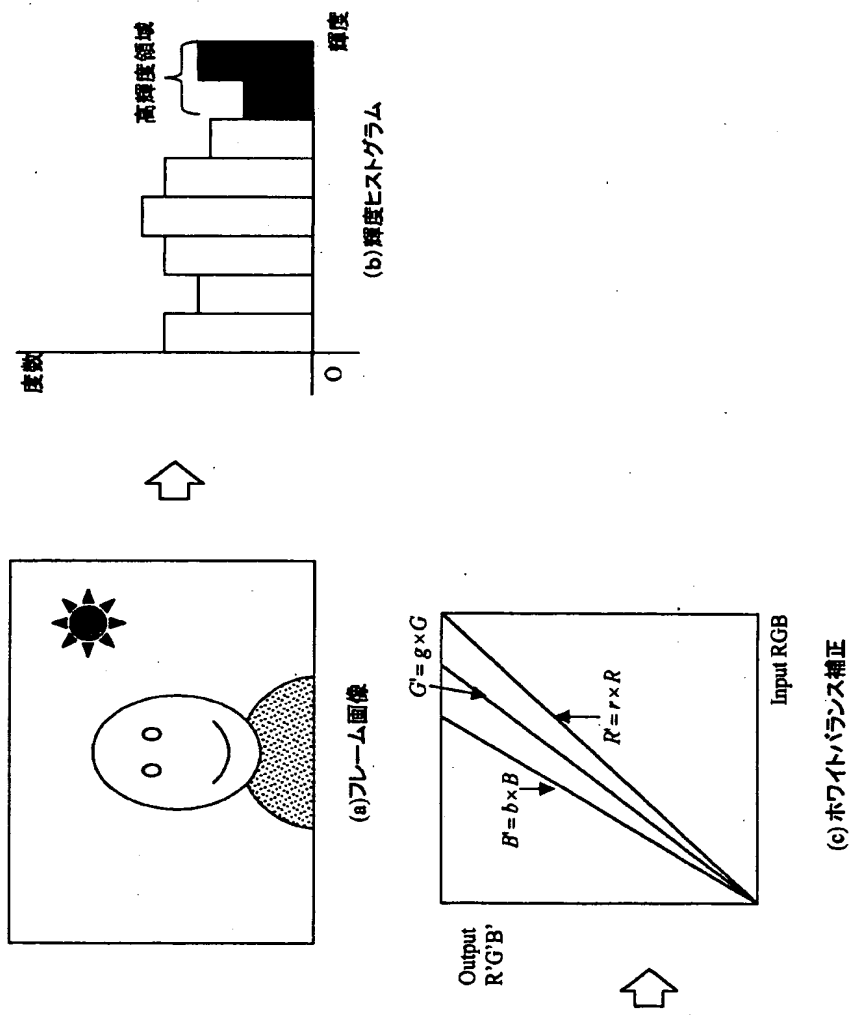 (a)フレーム画像
度数
高輝度領域
O
輝度
(b)輝度ヒストグラム
Output
R'G'B'
B' = b×B
G' = g×G
R' = r×R
Input RGB
(c) ホワイトバランス補正